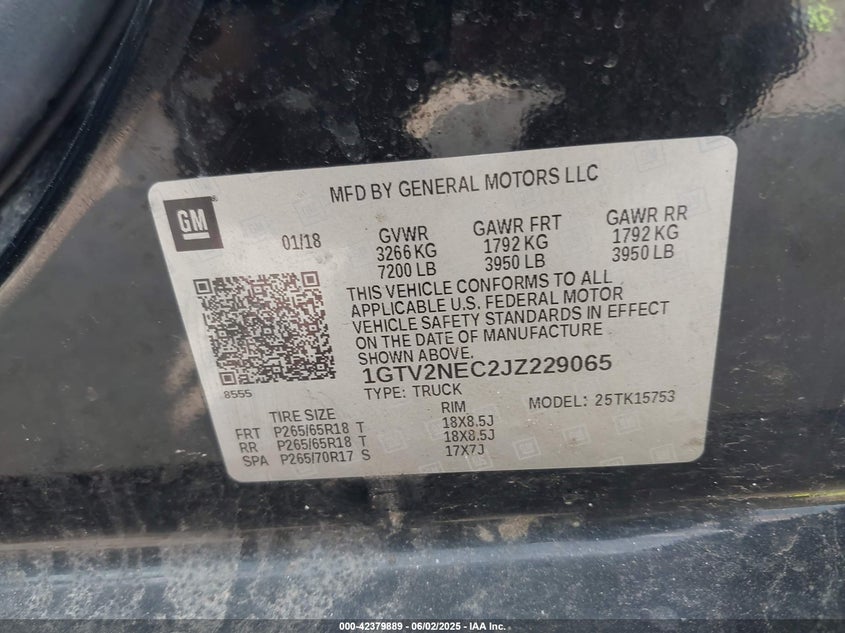 MFD BY GENERAL MOTORS LLC
GM
01/18
GVWR
3266 KG
7200 LB
GAWR FRT
1792 KG
3950 LB
GAWR RR
1792 KG
3950 LB
THIS VEHICLE CONFORMS TO ALL
APPLICABLE U.S. FEDERAL MOTOR
VEHICLE SAFETY STANDARDS IN EFFECT
ON THE DATE OF MANUFACTURE
SHOWN ABOVE.
1GTV2NEC2JZ229065
8555
TYPE: TRUCK
MODEL: 25TK15753
TIRE SIZE RIM
FRT P265/65R18 T 18X8.5J
RR P265/65R18 T 18X8.5J
SPA P265/70R17 S 17X7J
000-42379889 - 06/02/2025 - IAA Inc.